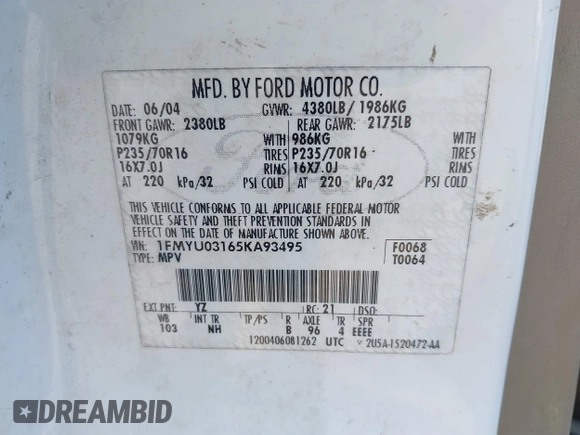 MFD. BY FORD MOTOR CO.
DATE: 06/04 GVWR: 4380LB / 1986KG
FRONT GAWR: 2380LB REAR GAWR: 2175LB
1079KG WITH 986KG WITH
P235/70R16 TIRES P235/70R16 TIRES
16X7.0J RIMS 16X7.0J RIMS
AT 220 kPa/32 PSI COLD AT 220 kPa/32 PSI COLD
THIS VEHICLE CONFORMS TO ALL APPLICABLE FEDERAL MOTOR
VEHICLE SAFETY AND THEFT PREVENTION STANDARDS IN
EFFECT ON THE DATE OF MANUFACTURE SHOWN ABOVE.
VIN: 1FMYU03165KA93495 F0068
TYPE: MPV T0064
EXT PNT: YZ RC: 21 DSO:
WB INT TR TP/PS R AXLE TR SPR
103 NH B 96 4 EEEE
1200406081262 UTC 2U5A-1520472-AA
DREAMBID